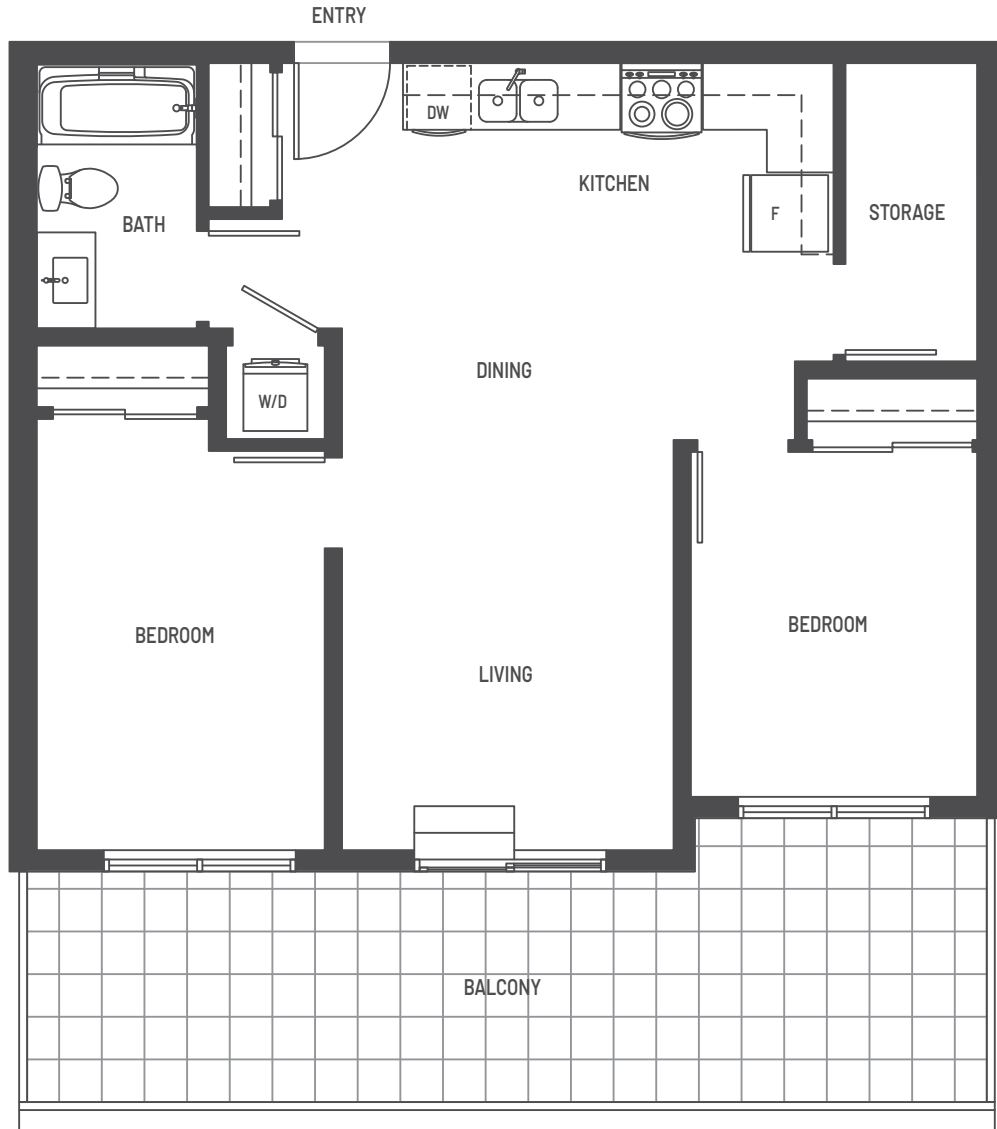 ENTRY
DW
KITCHEN
F
STORAGE
BATH
DINING
W/D
BEDROOM
BEDROOM
LIVING
BALCONY